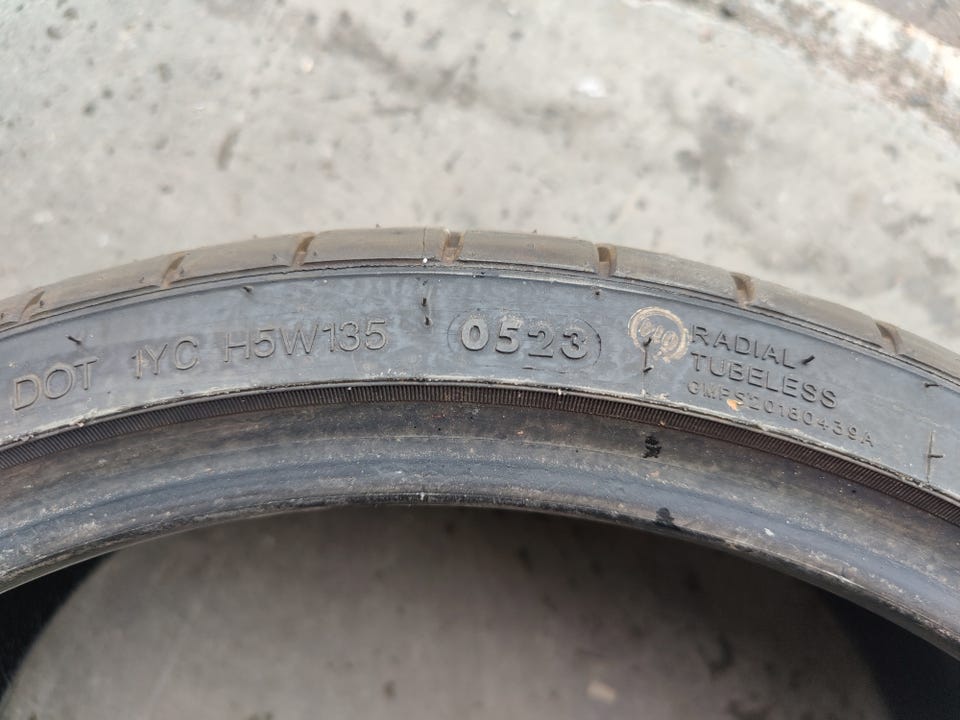 DOT 1YC H5W135 0523
RADIAL
TUBELESS